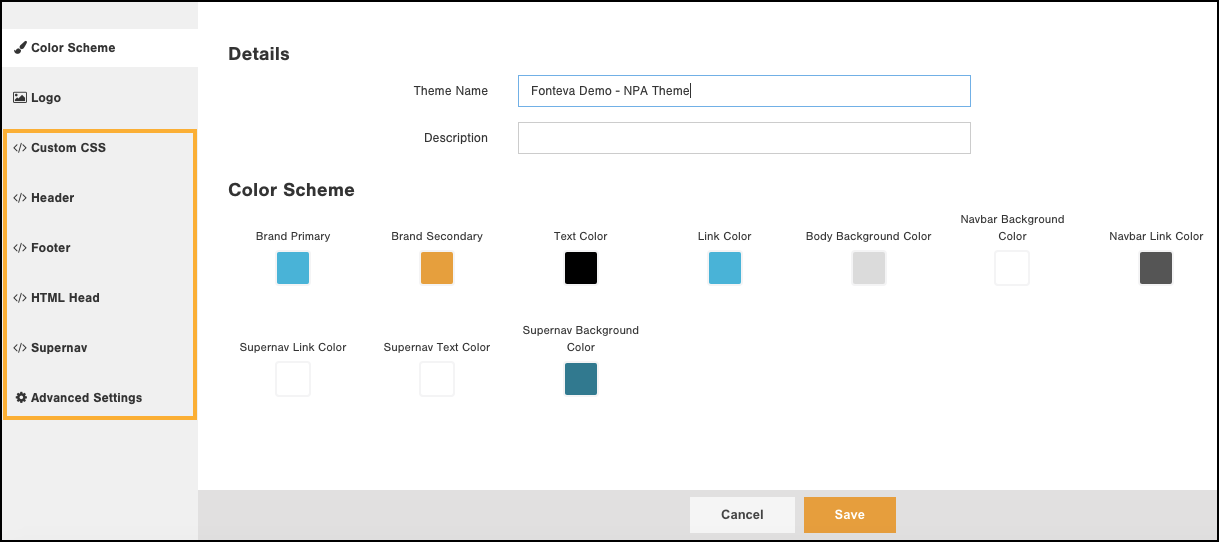 Color Scheme
Logo
</> Custom CSS
</> Header
</> Footer
</> HTML Head
</> Supernav
Advanced Settings
Details
Theme Name
Fonteva Demo - NPA Theme
Description
Color Scheme
Brand Primary
Brand Secondary
Text Color
Link Color
Body Background Color
Navbar Background
Color
Navbar Link Color
Supernav Link Color
Supernav Text Color
Supernav Background
Color
Cancel
Save